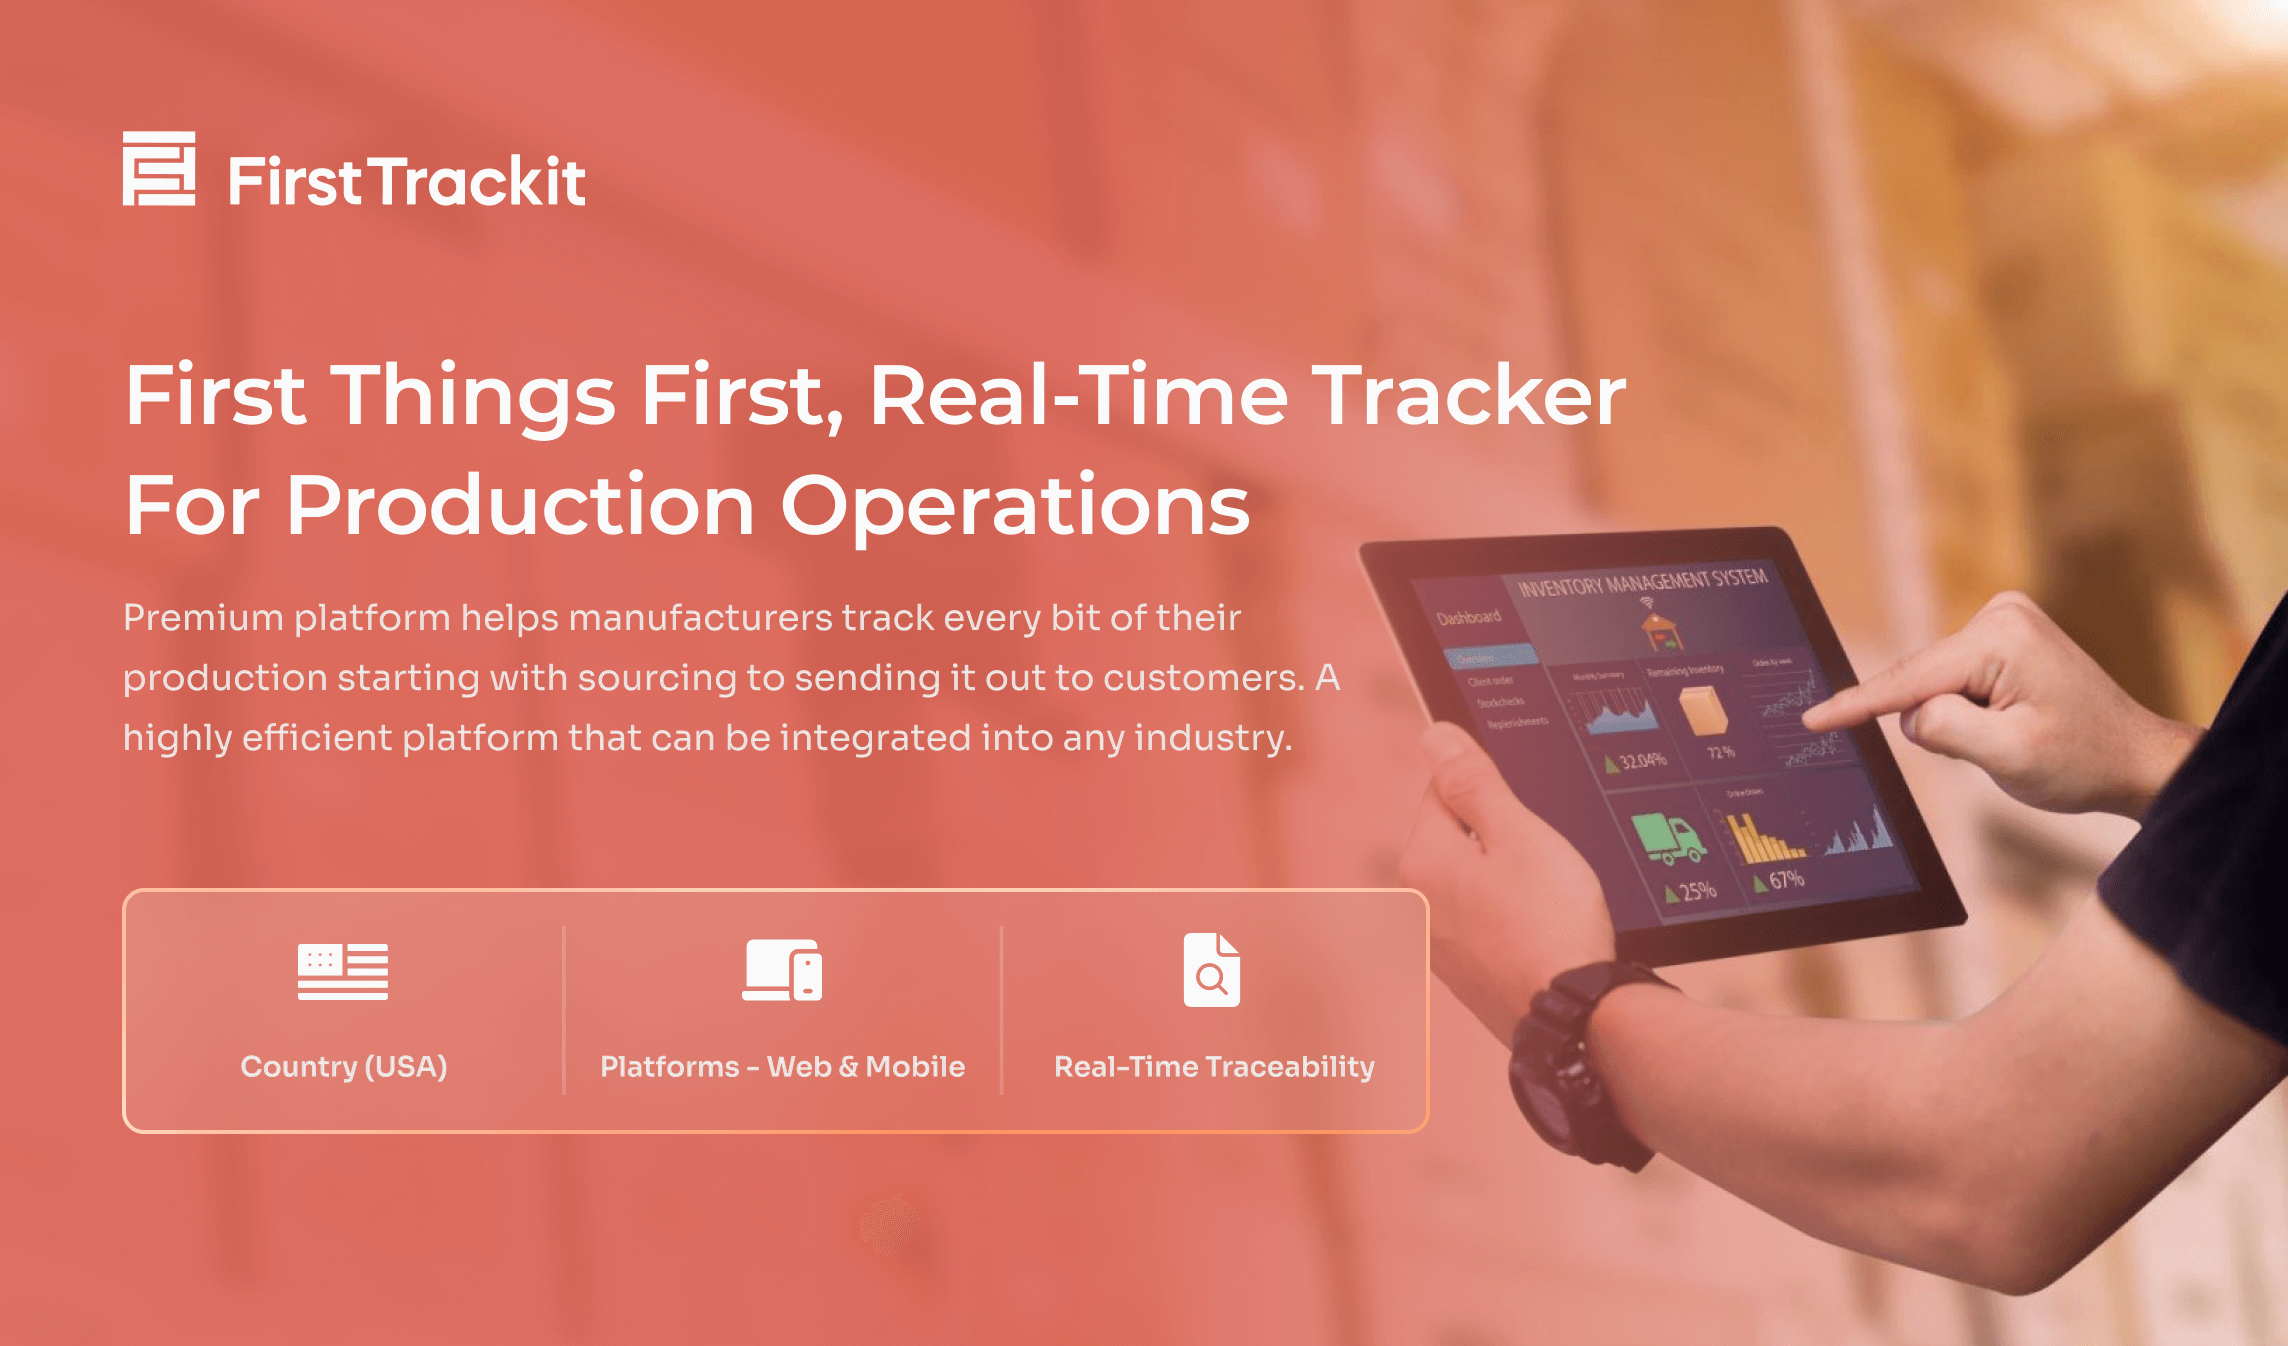 FirstTrackit
First Things First, Real-Time Tracker
For Production Operations
Premium platform helps manufacturers track every bit of their
production starting with sourcing to sending it out to customers. A
highly efficient platform that can be integrated into any industry.
Country (USA)
Platforms - Web & Mobile
Real-Time Traceability
INVENTORY MANAGEMENT SYSTEM
Dashboard
Overview
Client order
Stockchecks
Replenishments
Monthly Summary
Remaining Inventory
Orders by week
32.04%
72 %
Online Orders
25%
67%